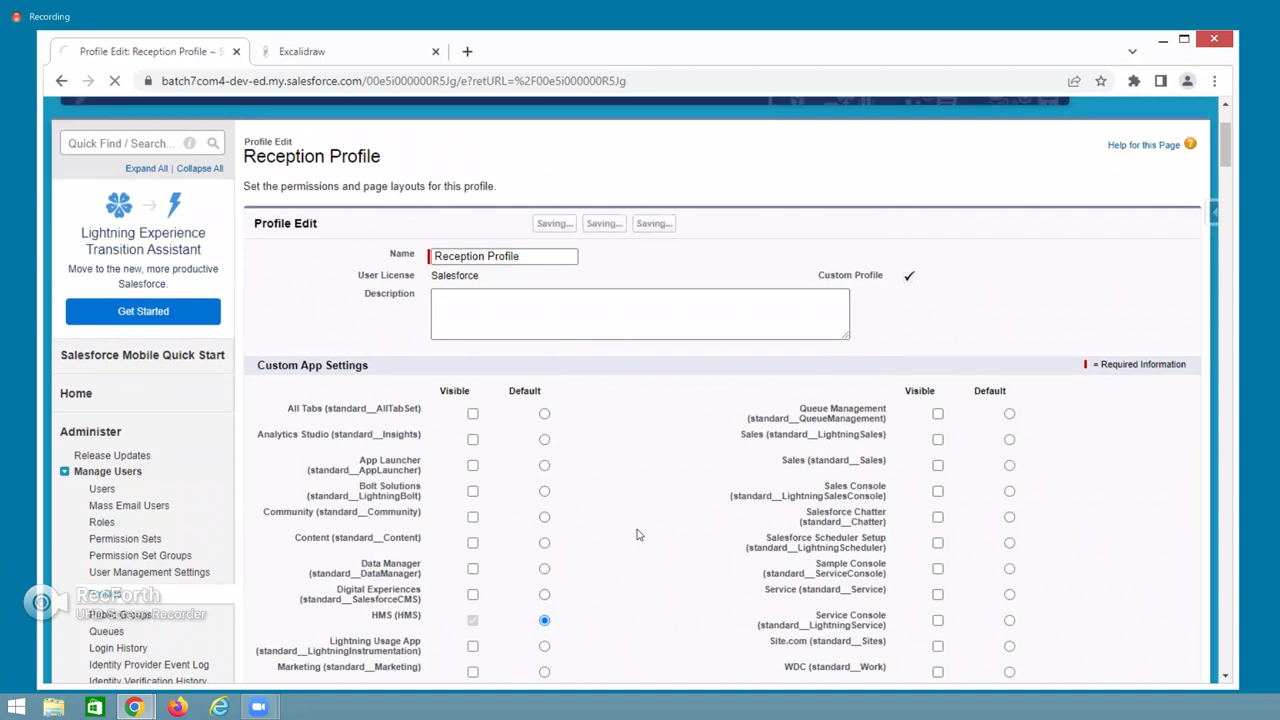 Recording
Profile Edit: Reception Profile ~ S
Excalidraw
batch7com4-dev-ed.my.salesforce.com/00e5i000000R5Jg/e?retURL=%2F00e5i000000R5Jg
Quick Find / Search...
Expand All | Collapse All
Lightning Experience
Transition Assistant
Move to the new, more productive
Salesforce.
Get Started
Salesforce Mobile Quick Start
Home
Administer
Release Updates
Manage Users
Users
Mass Email Users
Roles
Permission Sets
Permission Set Groups
User Management Settings
Public Groups
Queues
Login History
Identity Provider Event Log
Identity Verification History
RecForth
Recorder
Profile Edit
Reception Profile
Help for this Page
Set the permissions and page layouts for this profile.
Profile Edit
Saving...
Saving...
Saving...
Name
Reception Profile
User License
Salesforce
Custom Profile
Description
Custom App Settings
= Required Information
Visible
Default
Visible
Default
All Tabs (standard__AllTabSet)
Analytics Studio (standard__Insights)
App Launcher
(standard__AppLauncher)
Bolt Solutions
(standard__LightningBolt)
Community (standard__Community)
Content (standard__Content)
Data Manager
(standard__DataManager)
Digital Experiences
(standard__SalesforceCMS)
HMS (HMS)
Lightning Usage App
(standard__LightningInstrumentation)
Marketing (standard__Marketing)
Queue Management
(standard__QueueManagement)
Sales (standard__LightningSales)
Sales (standard__Sales)
Sales Console
(standard__LightningSalesConsole)
Salesforce Chatter
(standard__Chatter)
Salesforce Scheduler Setup
(standard__LightningScheduler)
Sample Console
(standard__ServiceConsole)
Service (standard__Service)
Service Console
(standard__LightningService)
Site.com (standard__Sites)
WDC (standard__Work)